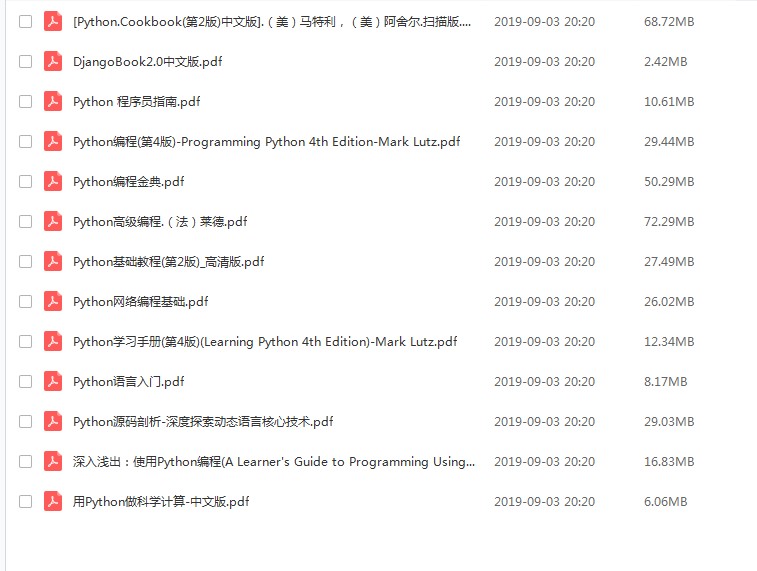 [Python.Cookbook(第2版)中文版].（美）马特利，（美）阿舍尔.扫描版.... 2019-09-03 20:20 68.72MB
DjangoBook2.0中文版.pdf 2019-09-03 20:20 2.42MB
Python 程序员指南.pdf 2019-09-03 20:20 10.61MB
Python编程(第4版)-Programming Python 4th Edition-Mark Lutz.pdf 2019-09-03 20:20 29.44MB
Python编程金典.pdf 2019-09-03 20:20 50.29MB
Python高级编程.（法）莱德.pdf 2019-09-03 20:20 72.29MB
Python基础教程(第2版)_高清版.pdf 2019-09-03 20:20 27.49MB
Python网络编程基础.pdf 2019-09-03 20:20 26.02MB
Python学习手册(第4版)(Learning Python 4th Edition)-Mark Lutz.pdf 2019-09-03 20:20 12.34MB
Python语言入门.pdf 2019-09-03 20:20 8.17MB
Python源码剖析-深度探索动态语言核心技术.pdf 2019-09-03 20:20 29.03MB
深入浅出：使用Python编程(A Learner's Guide to Programming Using... 2019-09-03 20:20 16.83MB
用Python做科学计算-中文版.pdf 2019-09-03 20:20 6.06MB